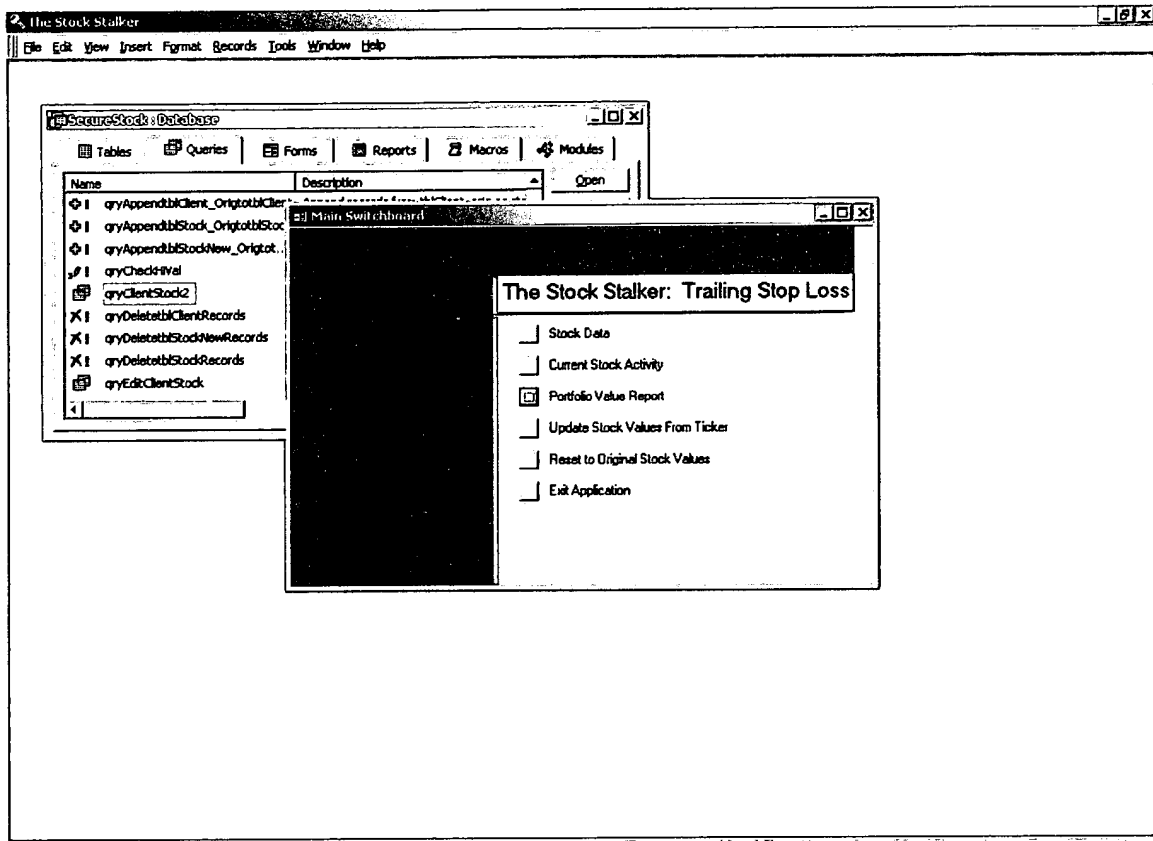 The Stock Stalker
File Edit View Insert Format Records Tools Window Help
SecureStock : Database
Tables Queries Forms Reports Macros Modules
Name Description Open
qryAppendtblClient_OrigtotblClient
qryAppendtblStock_OrigtotblStoc
qryAppendtblStockNew_Origtot...
qryCheckHiVal
qryClientStock2
qryDeletetblClientRecords
qryDeletetblStockNewRecords
qryDeletetblStockRecords
qryEditClientStock
Main Switchboard
The Stock Stalker: Trailing Stop Loss
Stock Data
Current Stock Activity
Portfolio Value Report
Update Stock Values From Ticker
Reset to Original Stock Values
Exit Application